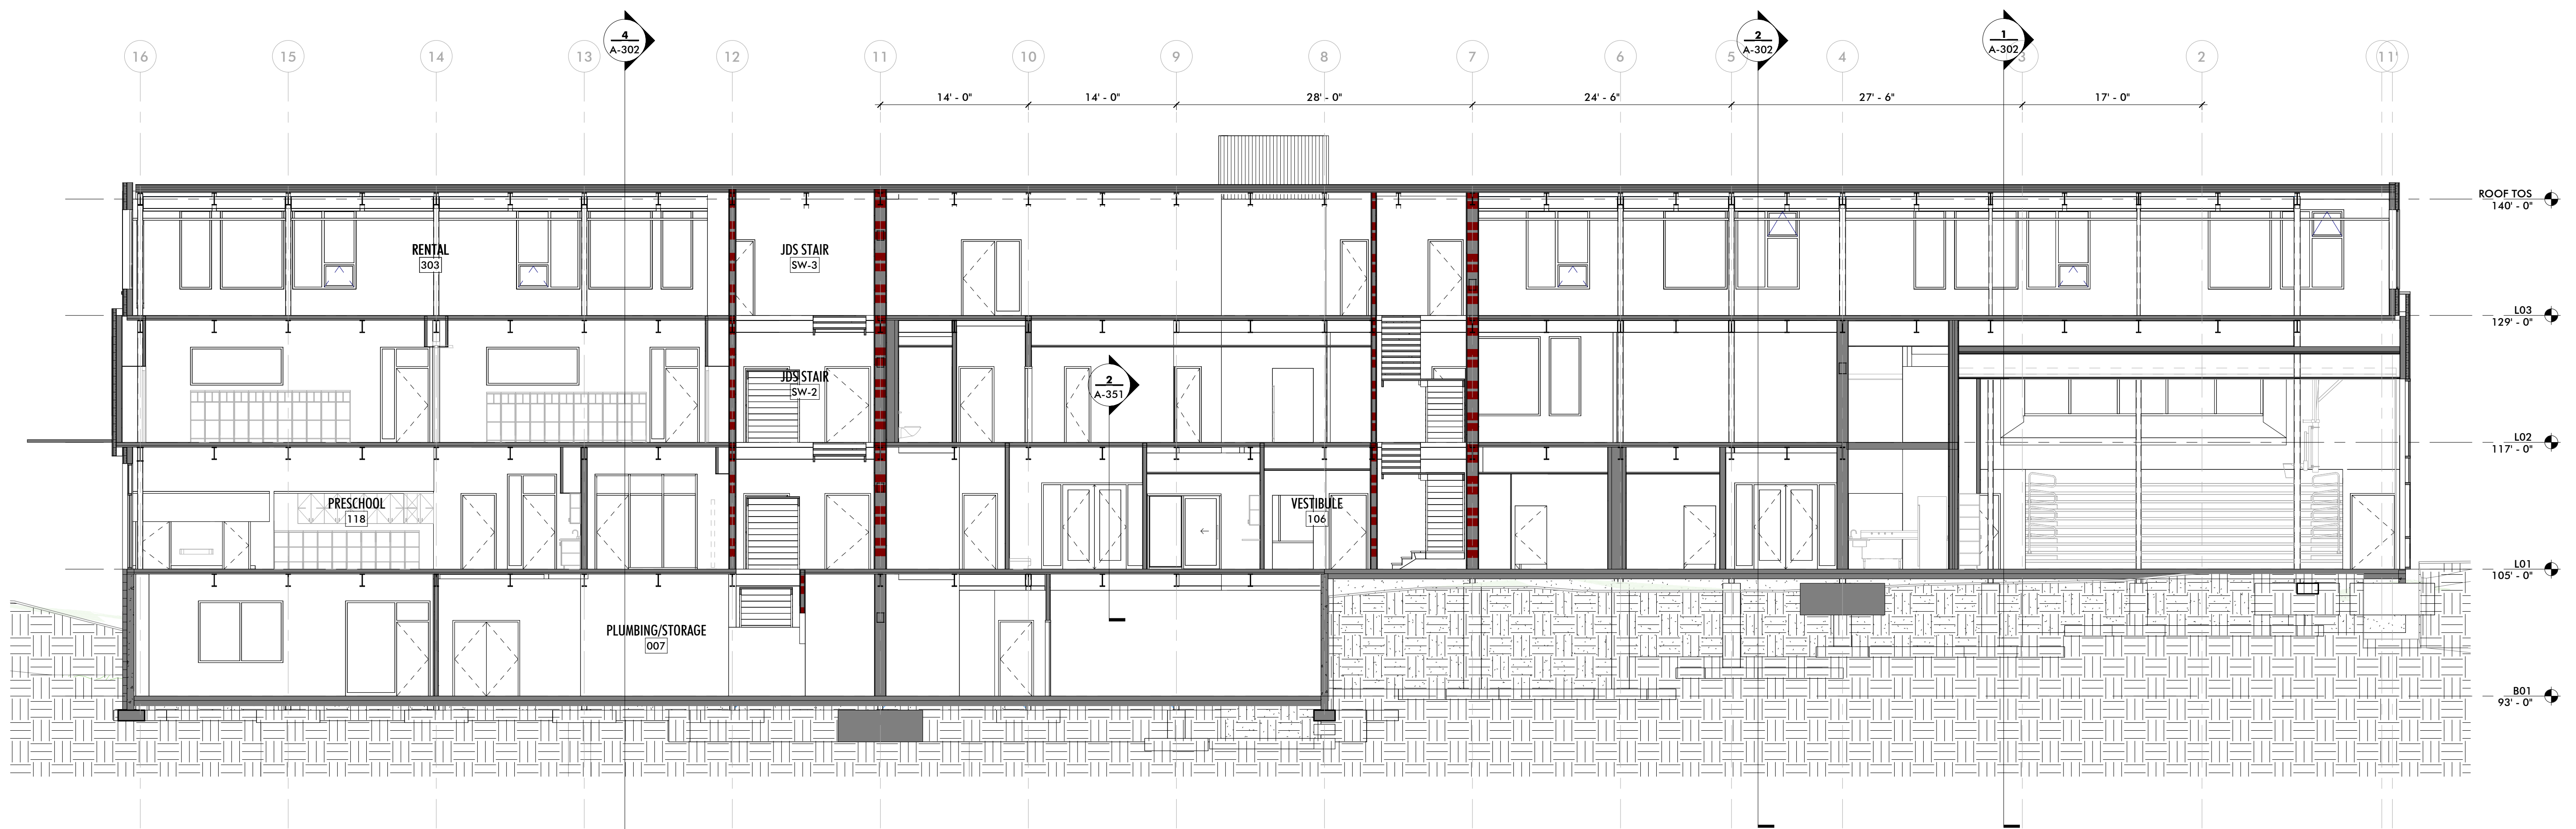 4
A-302
2
A-302
1
A-302
16
15
14
13
12
11
10
9
8
7
6
5
4
3
2
11'
14' - 0"
14' - 0"
28' - 0"
24' - 6"
27' - 6"
17' - 0"
ROOF TOS
140' - 0"
RENTAL
303
JDS STAIR
SW-3
L03
129' - 0"
JDS STAIR
SW-2
2
A-351
L02
117' - 0"
PRESCHOOL
118
VESTIBULE
106
L01
105' - 0"
PLUMBING/STORAGE
007
B01
93' - 0"